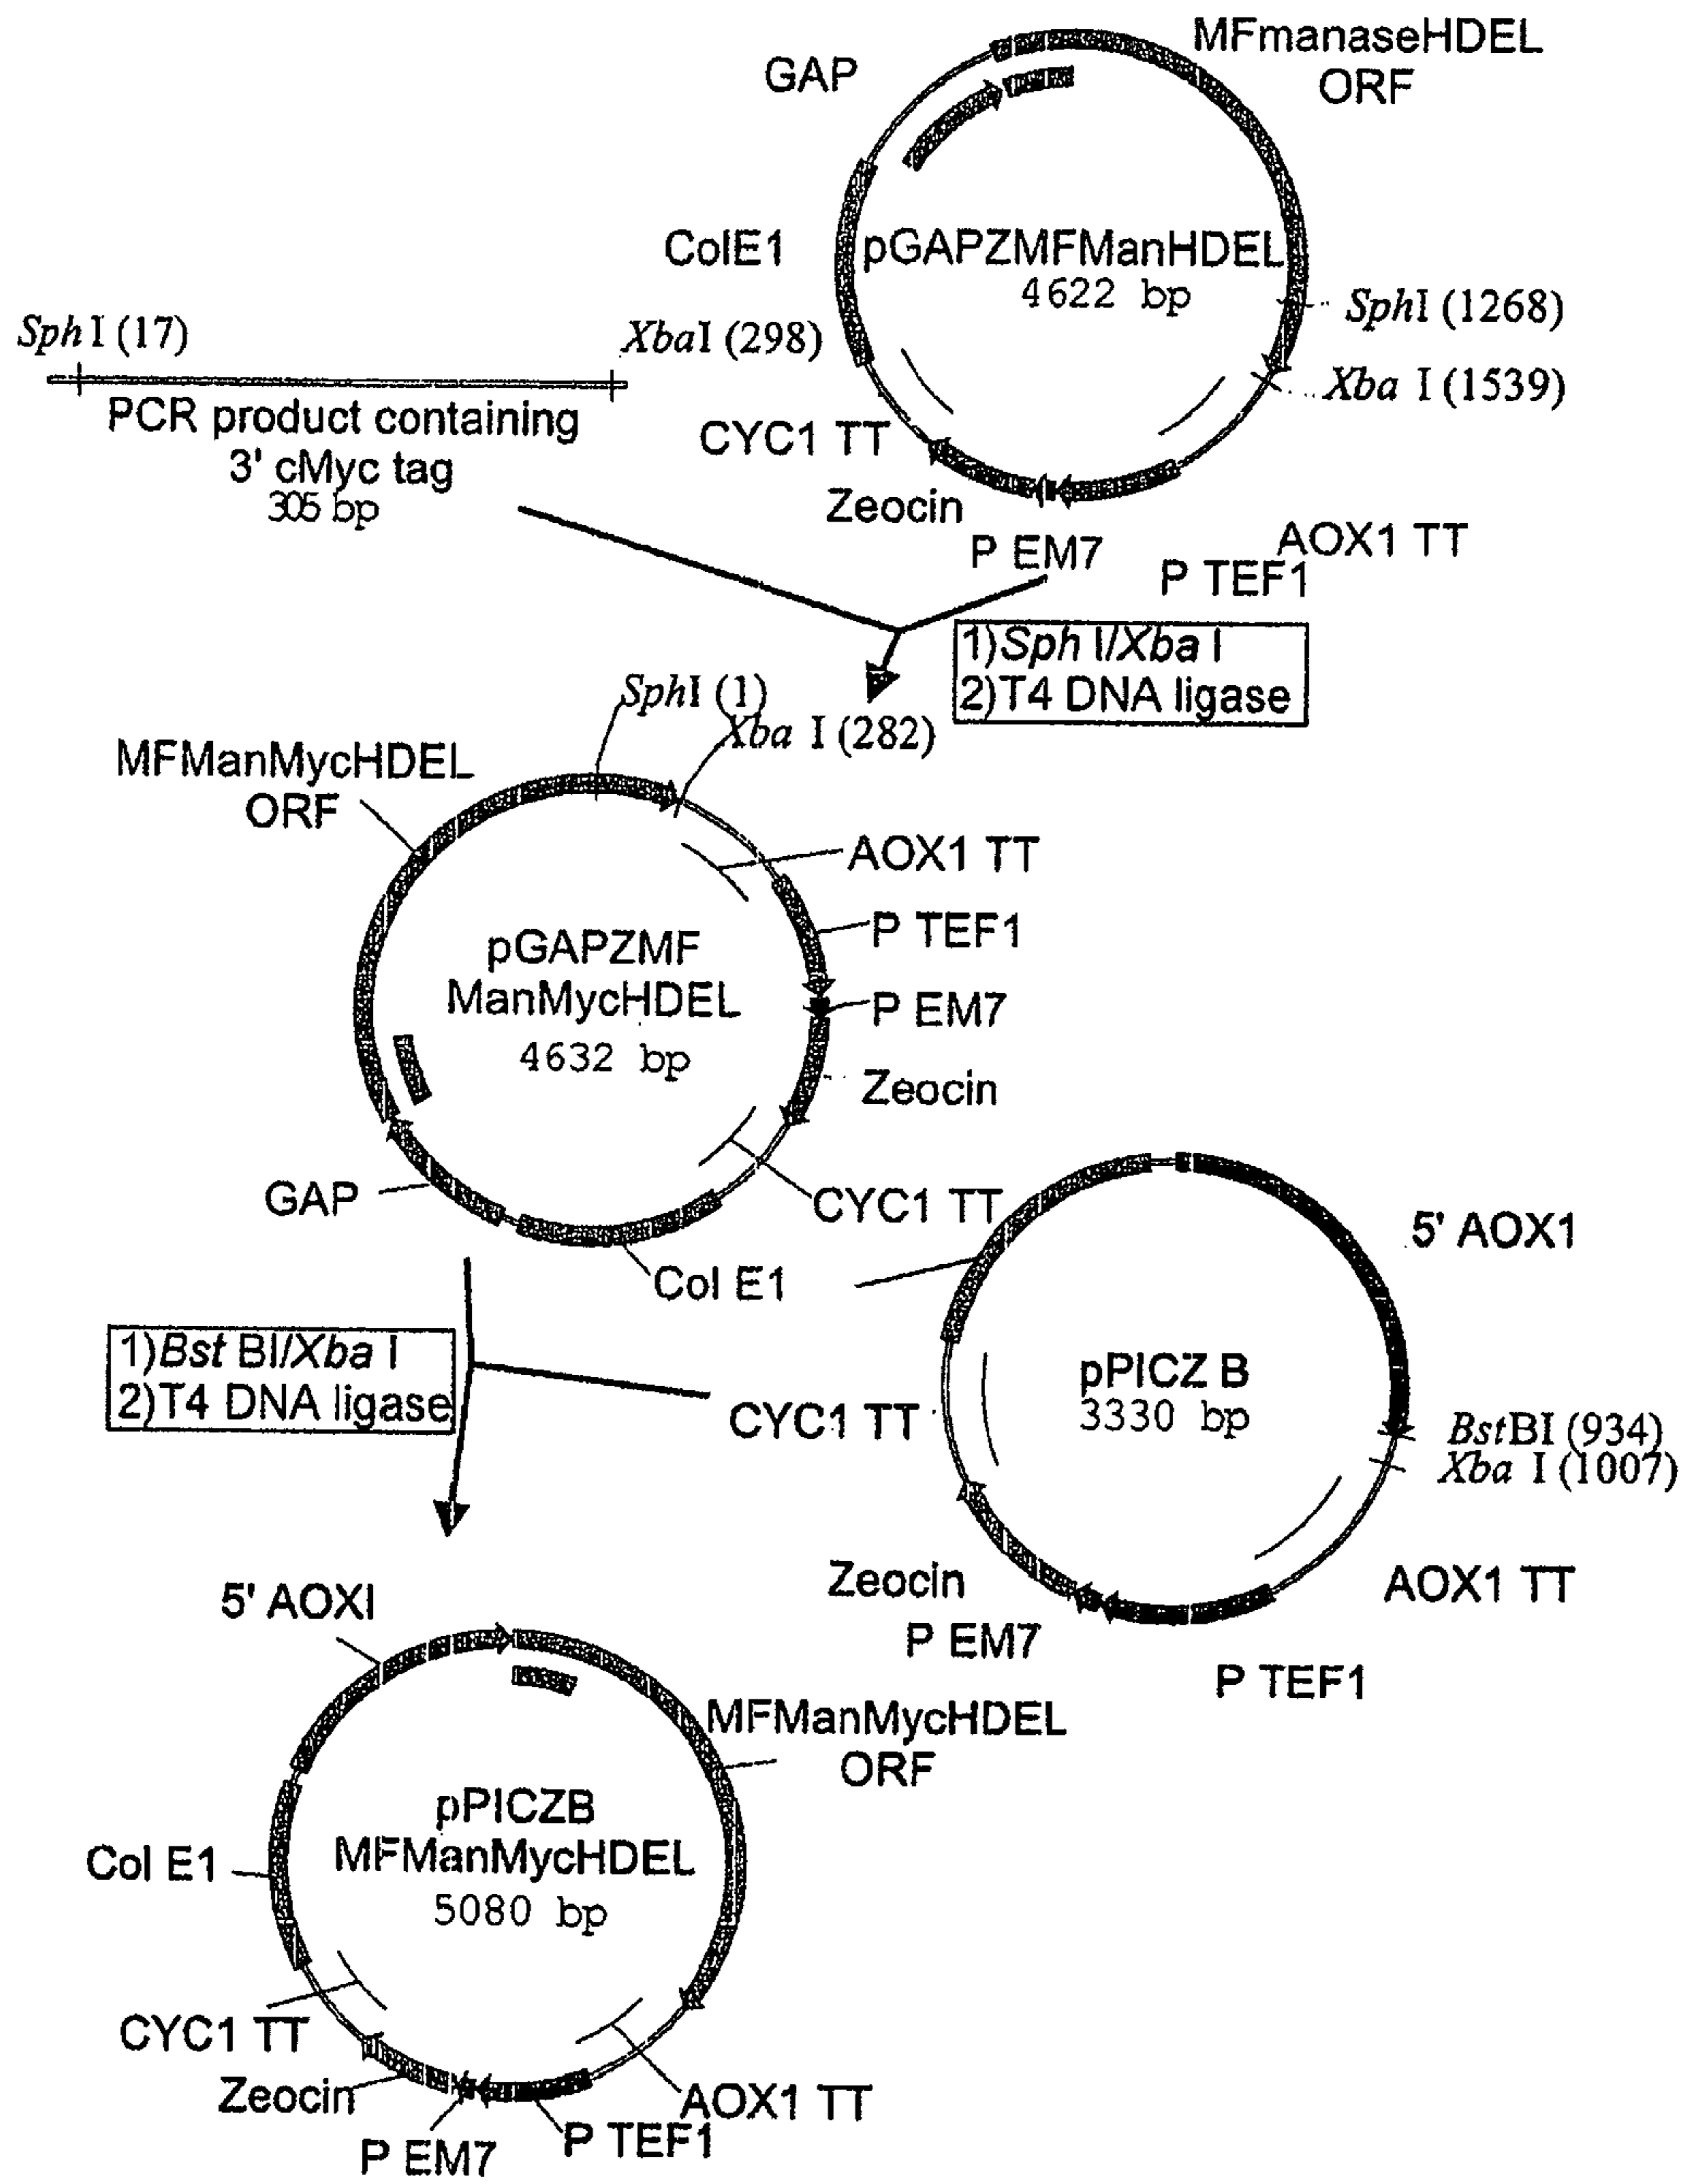 MFmanaseHDEL
ORF
GAP
ColE1
pGAPZMFManHDEL
4622 bp
SphI (1268)
Xba I (1539)
SphI (17)
XbaI (298)
PCR product containing
3' cMyc tag
305 bp
CYC1 TT
Zeocin
P EM7
AOX1 TT
P TEF1
1)Sph I/Xba I
2)T4 DNA ligase
SphI (1)
Xba I (282)
MFManMycHDEL
ORF
AOX1 TT
P TEF1
pGAPZMF
ManMycHDEL
4632 bp
P EM7
Zeocin
GAP
CYC1 TT
Col E1
5' AOX1
1)Bst BI/Xba I
2)T4 DNA ligase
pPICZ B
3330 bp
CYC1 TT
BstBI (934)
Xba I (1007)
Zeocin
P EM7
AOX1 TT
P TEF1
5' AOXI
MFManMycHDEL
ORF
pPICZB
MFManMycHDEL
5080 bp
Col E1
CYC1 TT
Zeocin
P EM7
P TEF1
AOX1 TT